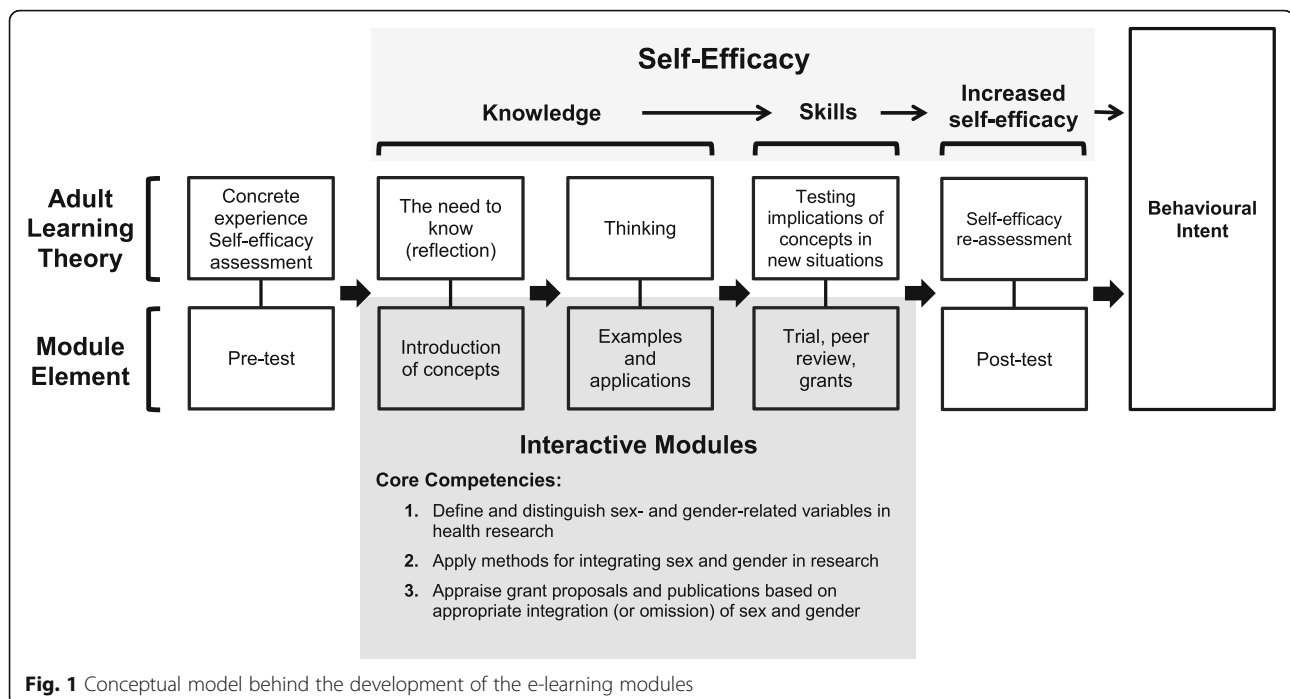 Self-Efficacy
Knowledge
Skills
Increased
self-efficacy
Adult
Learning
Theory
Concrete
experience
Self-efficacy
assessment
The need to
know
(reflection)
Thinking
Testing
implications of
concepts in
new situations
Self-efficacy
re-assessment
Behavioural
Intent
Module
Element
Pre-test
Introduction
of concepts
Examples
and
applications
Trial, peer
review,
grants
Post-test
Interactive Modules
Core Competencies:
1. Define and distinguish sex- and gender-related variables in
health research
2. Apply methods for integrating sex and gender in research
3. Appraise grant proposals and publications based on
appropriate integration (or omission) of sex and gender
Fig. 1 Conceptual model behind the development of the e-learning modules